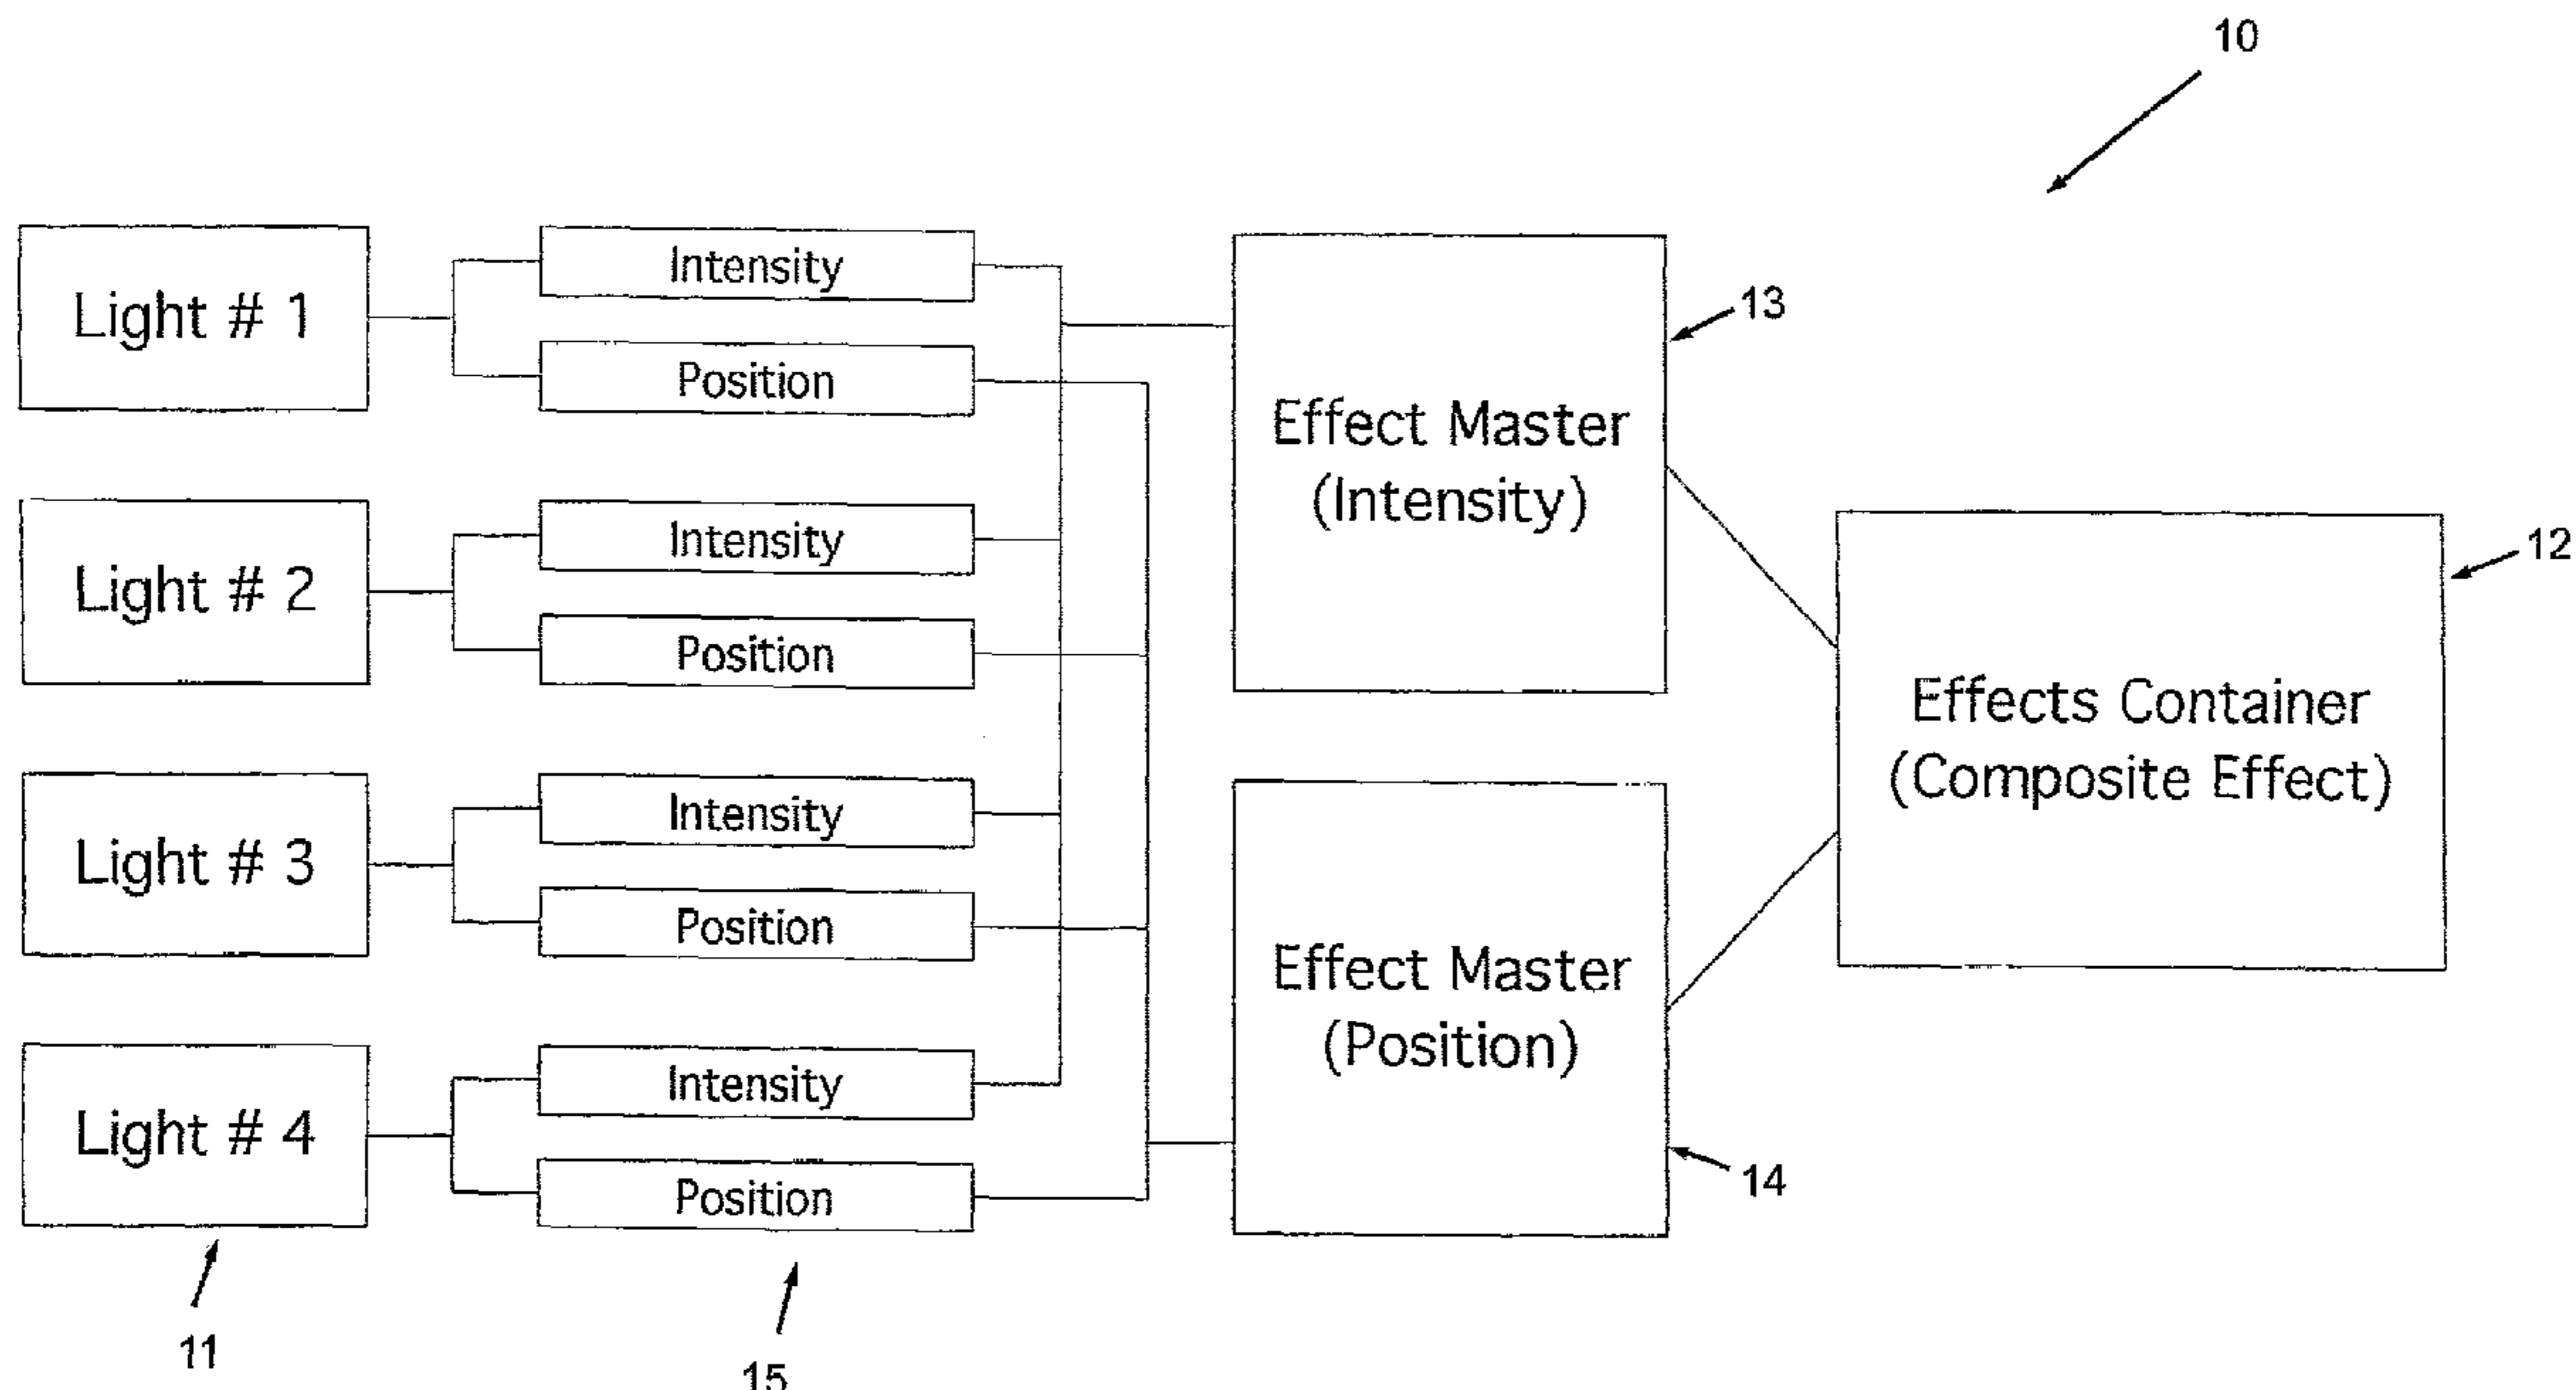 10
Light # 1
Intensity
Position
Effect Master
(Intensity)
13
Light # 2
Intensity
Position
Effects Container
(Composite Effect)
12
Light # 3
Intensity
Position
Effect Master
(Position)
14
Light # 4
Intensity
Position
11
15